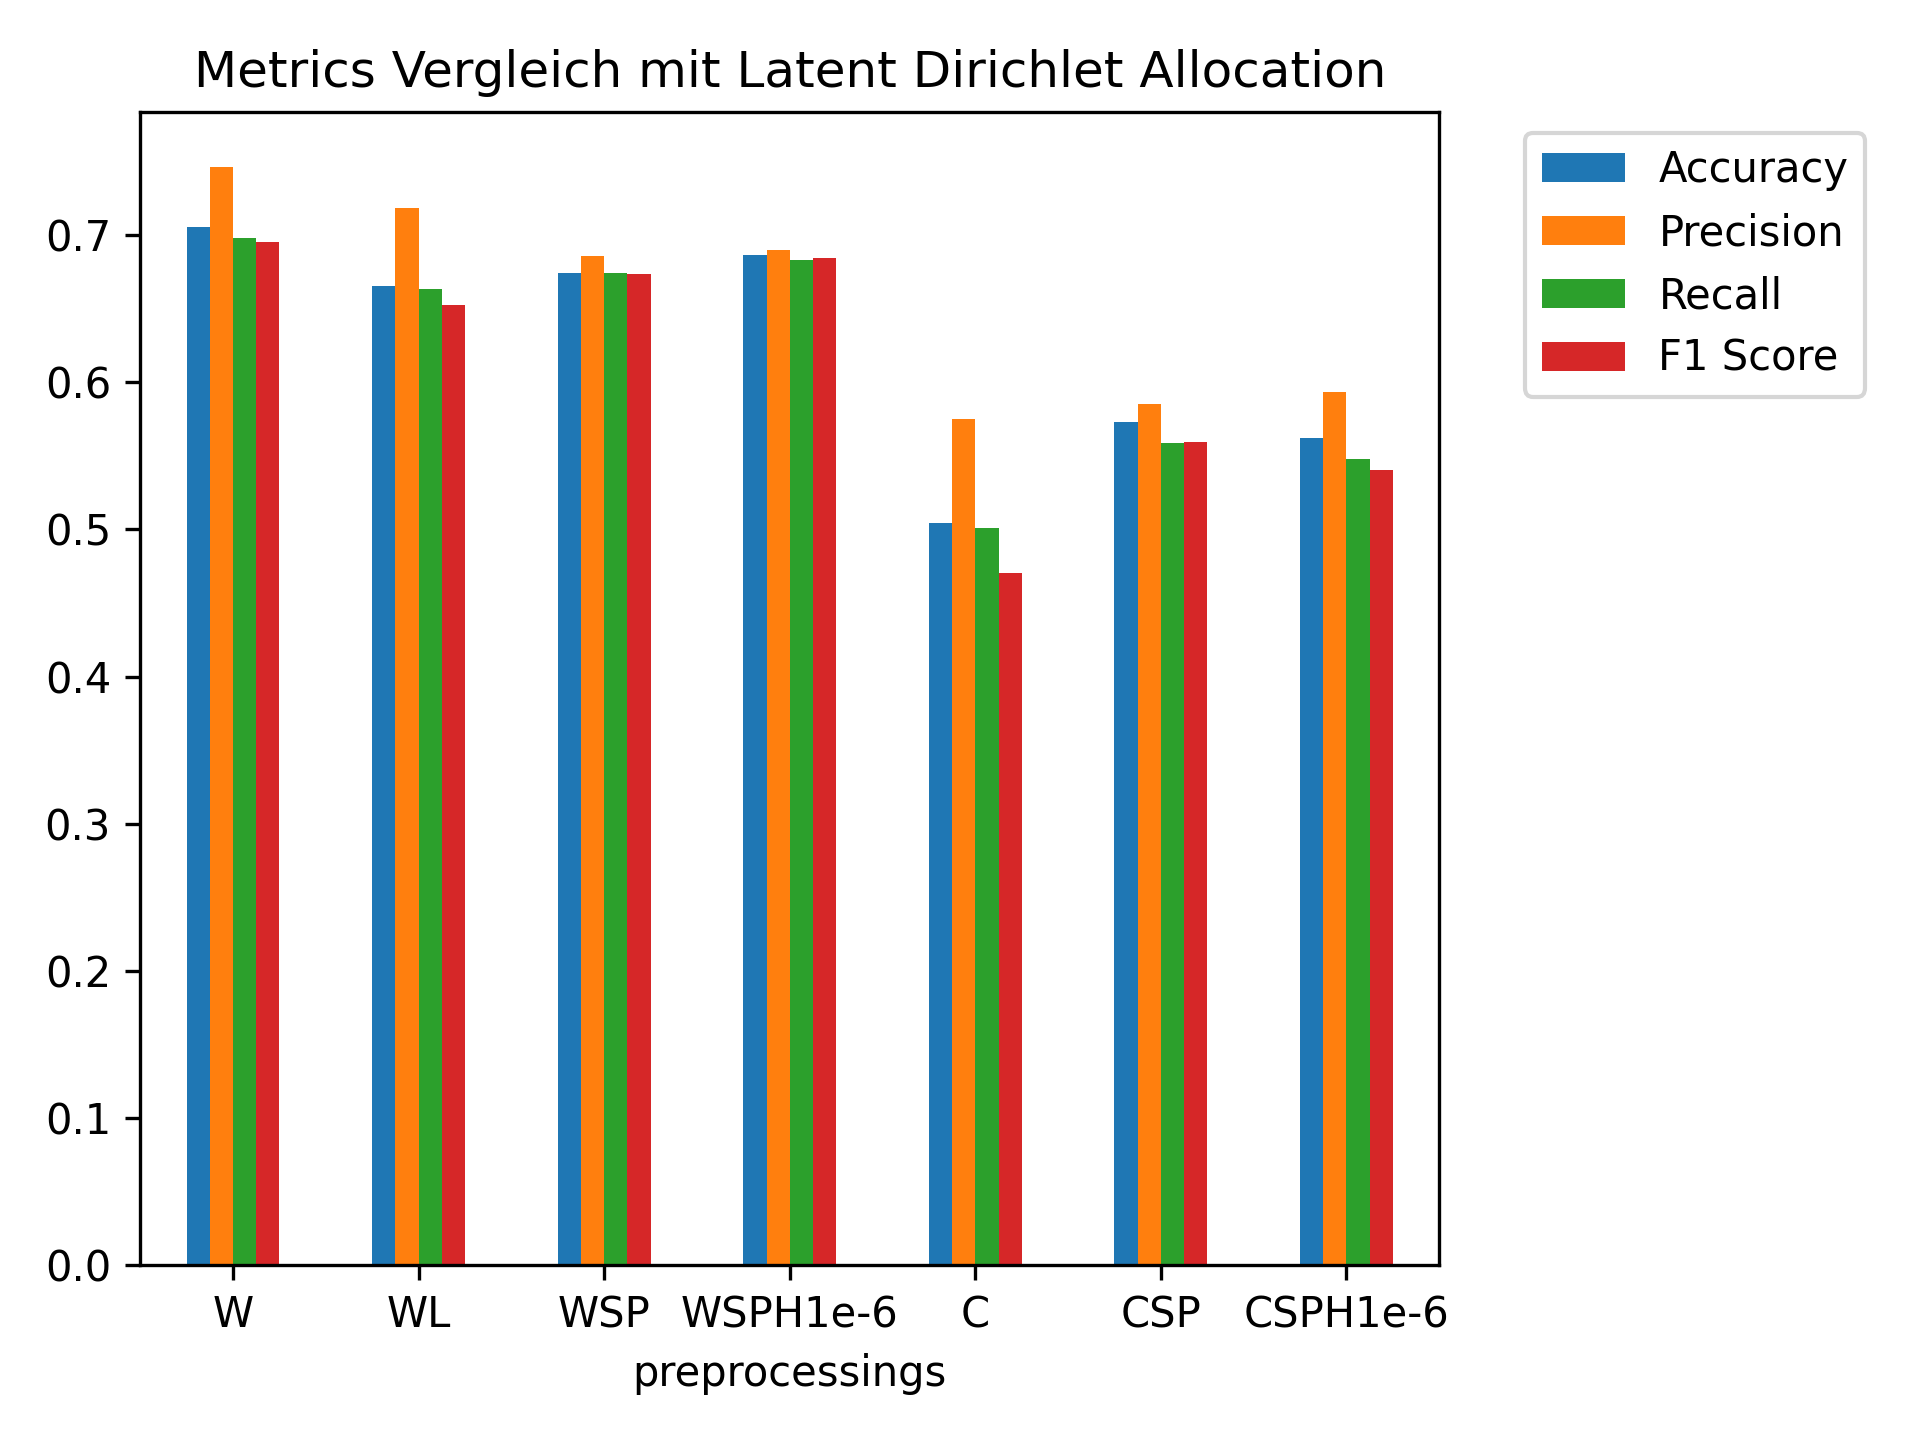 Metrics Vergleich mit Latent Dirichlet Allocation
Accuracy
Precision
Recall
F1 Score
0.7
0.6
0.5
0.4
0.3
0.2
0.1
0.0
W WL WSP WSPH1e-6 C CSP CSPH1e-6
preprocessings